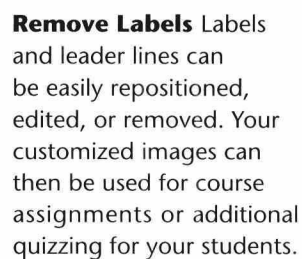 Remove Labels Labels
and leader lines can
be easily repositioned,
edited, or removed. Your
customized images can
then be used for course
assignments or additional
quizzing for your students.